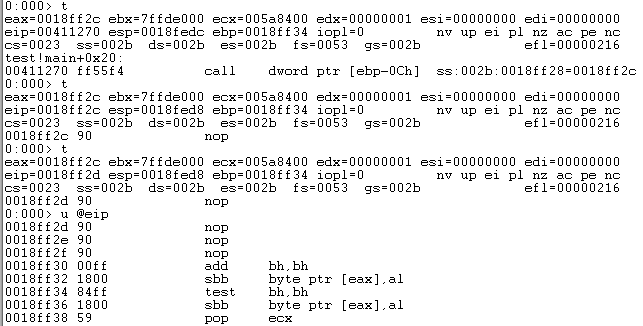 0:000> t
eax=0018ff2c ebx=7ffde000 ecx=005a8400 edx=00000001 esi=00000000 edi=00000000
eip=00411270 esp=0018fedc ebp=0018ff34 iopl=0 nv up ei pl nz ac pe nc
cs=0023 ss=002b ds=002b es=002b fs=0053 gs=002b efl=00000216
test!main+0x20:
00411270 ff55f4 call dword ptr [ebp-0Ch] ss:002b:0018ff28=0018ff2c
0:000> t
eax=0018ff2c ebx=7ffde000 ecx=005a8400 edx=00000001 esi=00000000 edi=00000000
eip=0018ff2c esp=0018fed8 ebp=0018ff34 iopl=0 nv up ei pl nz ac pe nc
cs=0023 ss=002b ds=002b es=002b fs=0053 gs=002b efl=00000216
0018ff2c 90 nop
0:000> t
eax=0018ff2c ebx=7ffde000 ecx=005a8400 edx=00000001 esi=00000000 edi=00000000
eip=0018ff2d esp=0018fed8 ebp=0018ff34 iopl=0 nv up ei pl nz ac pe nc
cs=0023 ss=002b ds=002b es=002b fs=0053 gs=002b efl=00000216
0018ff2d 90 nop
0:000> u @eip
0018ff2d 90 nop
0018ff2e 90 nop
0018ff2f 90 nop
0018ff30 00ff add bh,bh
0018ff32 1800 sbb byte ptr [eax],al
0018ff34 84ff test bh,bh
0018ff36 1800 sbb byte ptr [eax],al
0018ff38 59 pop ecx